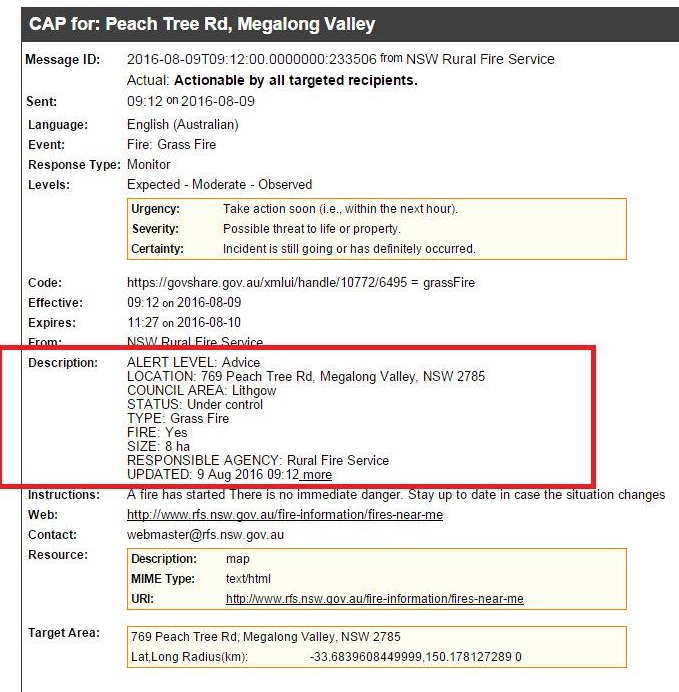 CAP for: Peach Tree Rd, Megalong Valley
Message ID: 2016-08-09T09:12:00.0000000:233506 from NSW Rural Fire Service
Actual: Actionable by all targeted recipients.
Sent: 09:12 on 2016-08-09
Language: English (Australian)
Event: Fire: Grass Fire
Response Type: Monitor
Levels: Expected - Moderate - Observed
Urgency: Take action soon (i.e., within the next hour).
Severity: Possible threat to life or property.
Certainty: Incident is still going or has definitely occurred.
Code: https://govshare.gov.au/xmlui/handle/10772/6495 = grassFire
Effective: 09:12 on 2016-08-09
Expires: 11:27 on 2016-08-10
From: NSW Rural Fire Service
Description: ALERT LEVEL: Advice
LOCATION: 769 Peach Tree Rd, Megalong Valley, NSW 2785
COUNCIL AREA: Lithgow
STATUS: Under control
TYPE: Grass Fire
FIRE: Yes
SIZE: 8 ha
RESPONSIBLE AGENCY: Rural Fire Service
UPDATED: 9 Aug 2016 09:12 more
Instructions: A fire has started There is no immediate danger. Stay up to date in case the situation changes
Web: http://www.rfs.nsw.gov.au/fire-information/fires-near-me
Contact: webmaster@rfs.nsw.gov.au
Resource: Description: map
MIME Type: text/html
URI: http://www.rfs.nsw.gov.au/fire-information/fires-near-me
Target Area: 769 Peach Tree Rd, Megalong Valley, NSW 2785
Lat,Long Radius(km): -33.6839608449999,150.178127289 0